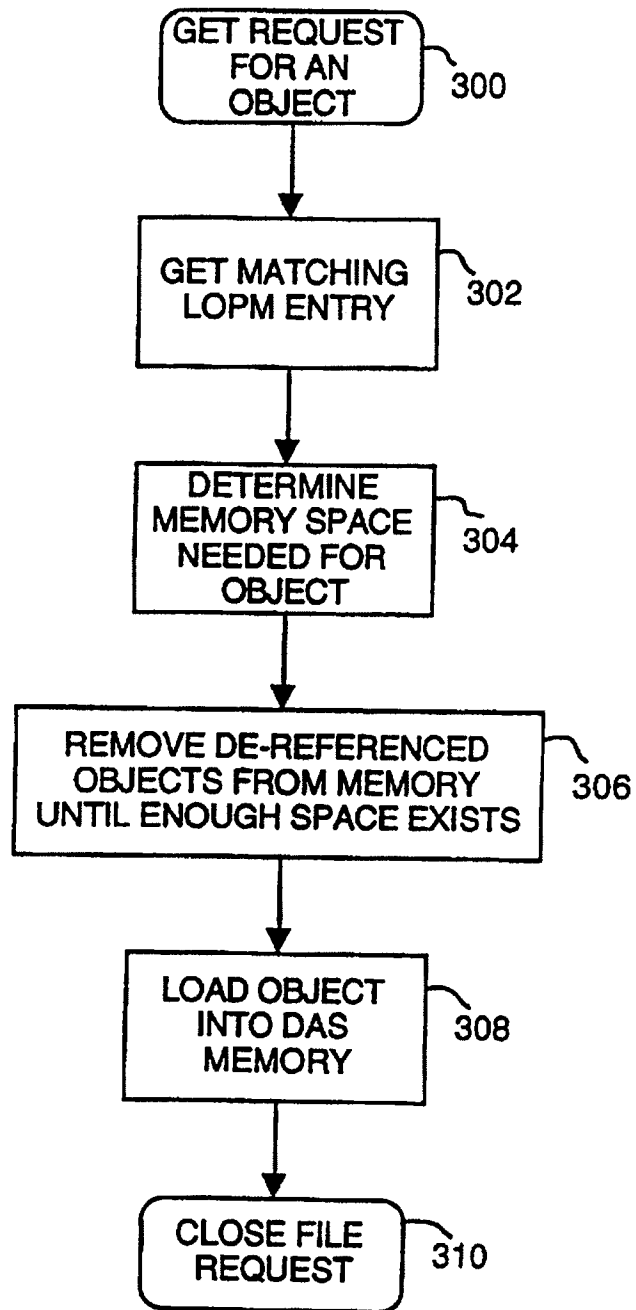 GET REQUEST
FOR AN
OBJECT
300
GET MATCHING
LOPM ENTRY
302
DETERMINE
MEMORY SPACE
NEEDED FOR
OBJECT
304
REMOVE DE-REFERENCED
OBJECTS FROM MEMORY
UNTIL ENOUGH SPACE EXISTS
306
LOAD OBJECT
INTO DAS
MEMORY
308
CLOSE FILE
REQUEST
310